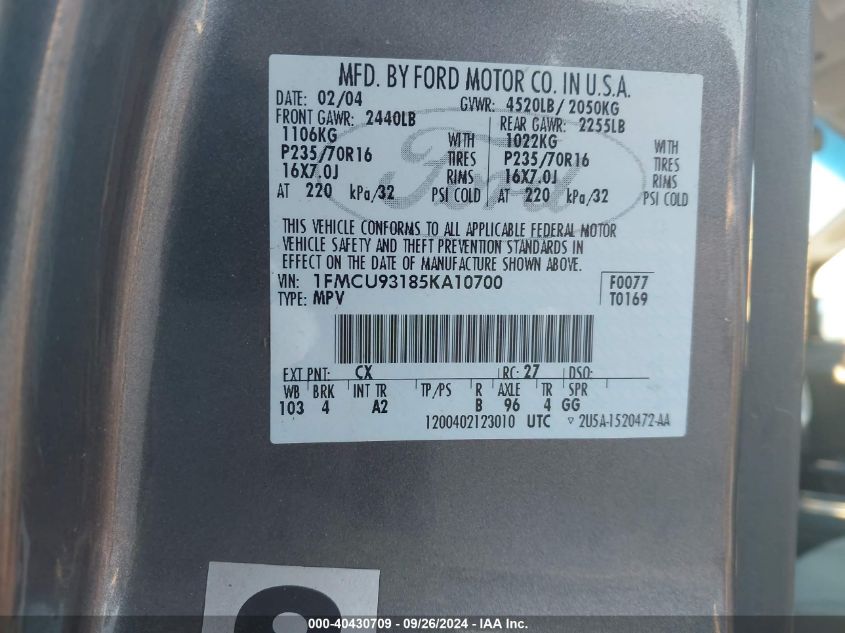 MFD. BY FORD MOTOR CO. IN U.S.A.
DATE: 02/04 GVWR: 4520LB/ 2050KG
FRONT GAWR: 2440LB REAR GAWR: 2255LB
1106KG WITH 1022KG WITH
P235/70R16 TIRES P235/70R16 TIRES
16X7.0J RIMS 16X7.0J RIMS
AT 220 kPa/32 PSI COLD AT 220 kPa/32 PSI COLD
Ford
THIS VEHICLE CONFORMS TO ALL APPLICABLE FEDERAL MOTOR
VEHICLE SAFETY AND THEFT PREVENTION STANDARDS IN
EFFECT ON THE DATE OF MANUFACTURE SHOWN ABOVE.
VIN: 1FMCU93185KA10700 F0077
TYPE: MPV T0169
EXT PNT: CX RC: 27 DSO:
WB BRK INT TR TP/PS R AXLE TR SPR
103 4 A2 B 96 4 GG
1200402123010 UTC ▽ 2U5A-1520472-AA
000-40430709 - 09/26/2024 - IAA Inc.